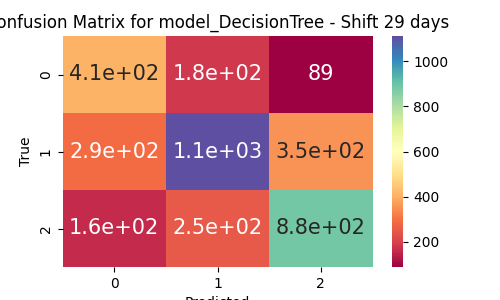 onfusion Matrix for model_DecisionTree - Shift 29 days
0 4.1e+02 1.8e+02 89
1 2.9e+02 1.1e+03 3.5e+02
2 1.6e+02 2.5e+02 8.8e+02
True
0 1 2
Predicted
1000
800
600
400
200